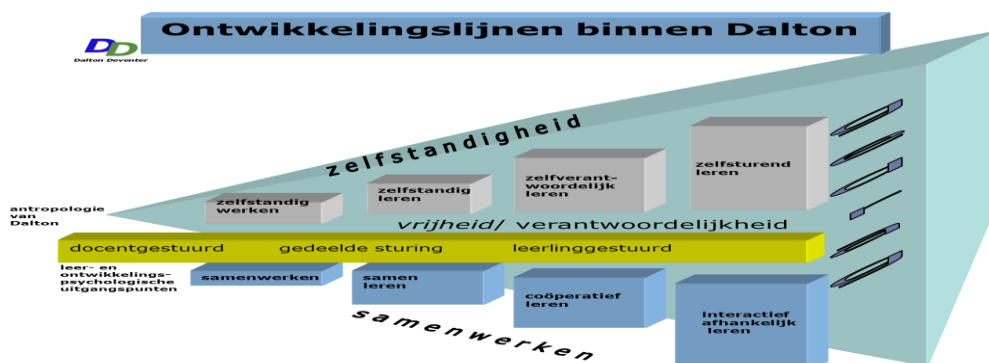 Ontwikkelingslijnen binnen Dalton
DD
Dalton Deventer
zelfstandigheid
zelfstandig
werken
zelfstandig
leren
zelfverant-
woordelijk
leren
zelfsturend
leren
antropologie
van
Dalton
vrijheid/ verantwoordelijkheid
docentgestuurd gedeelde sturing leerlinggestuurd
leer- en
ontwikkelings-
psychologische
uitgangspunten
samenwerken
samen
leren
coöperatief
leren
interactief
afhankelijk
leren
samenwerken